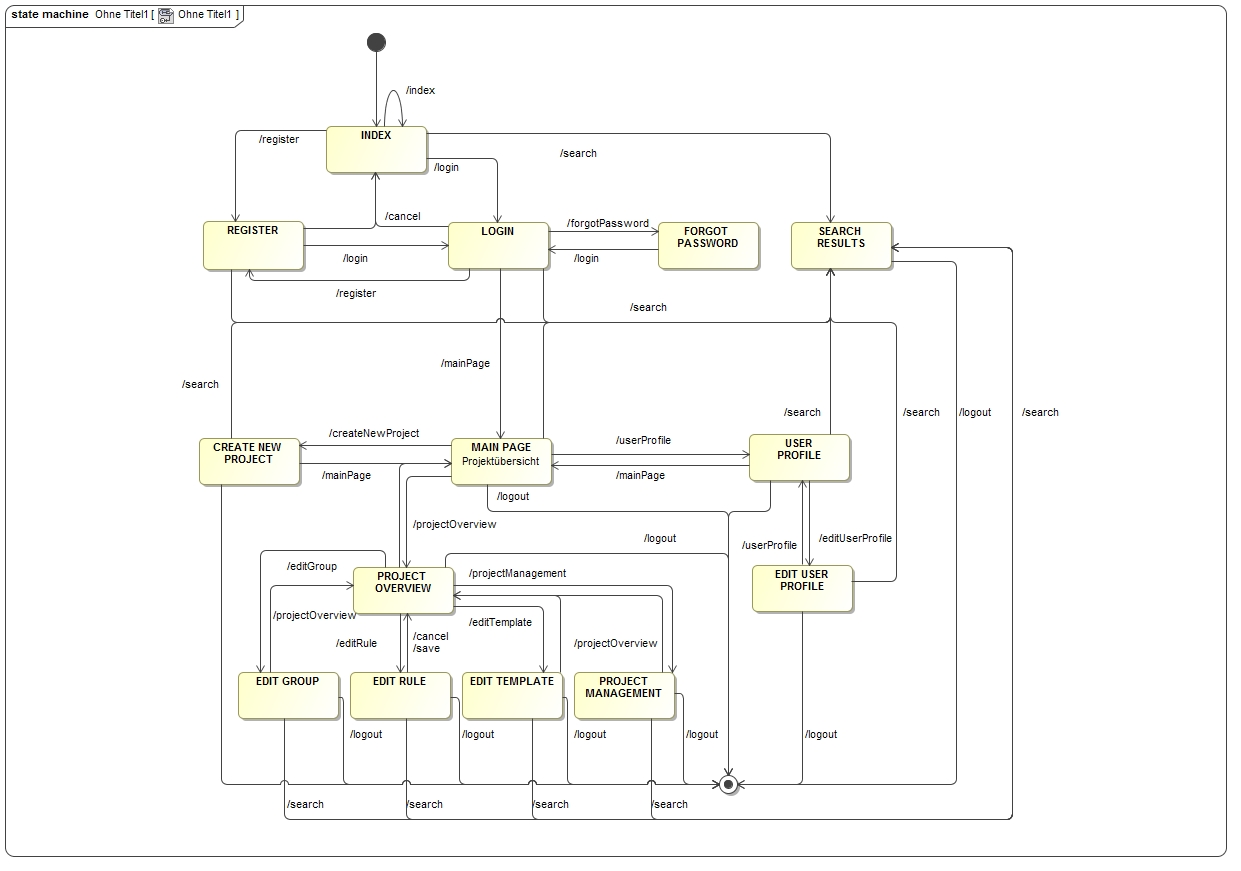 state machine Ohne Titel1 [ Ohne Titel1 ]
/index
INDEX
/register
/search
/login
/cancel
/forgotPassword
REGISTER
LOGIN
FORGOT
PASSWORD
SEARCH
RESULTS
/login
/login
/register
/search
/mainPage
/search
/search
/search
/logout
/search
/createNewProject
/userProfile
CREATE NEW
PROJECT
MAIN PAGE
Projektübersicht
USER
PROFILE
/mainPage
/mainPage
/logout
/projectOverview
/logout
/userProfile
/editUserProfile
/editGroup
PROJECT
OVERVIEW
/projectManagement
EDIT USER
PROFILE
/projectOverview
/editTemplate
/editRule
/cancel
/save
/projectOverview
EDIT GROUP
EDIT RULE
EDIT TEMPLATE
PROJECT
MANAGEMENT
/logout
/logout
/logout
/logout
/logout
/search
/search
/search
/search